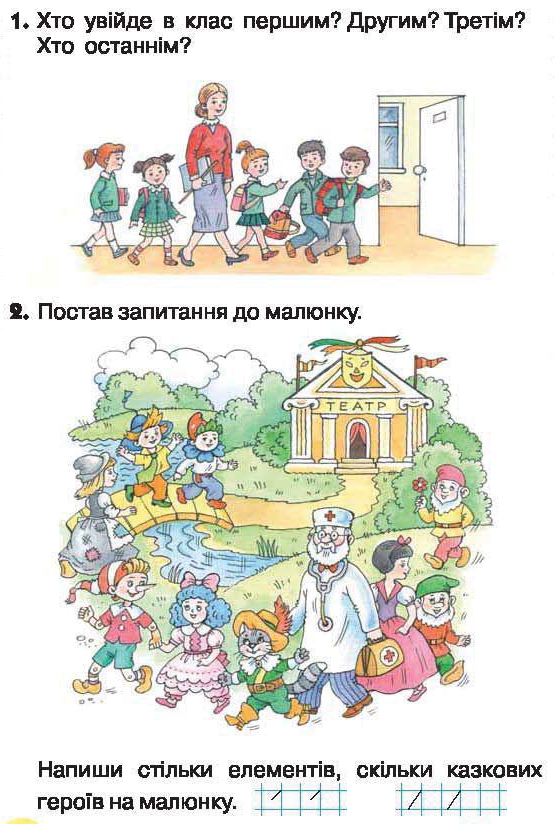 1. Хто увійде в клас першим? Другим? Третім?
Хто останнім?
2. Постав запитання до малюнку.
ТЕАТР
Напиши стільки елементів, скільки казкових
героїв на малюнку.